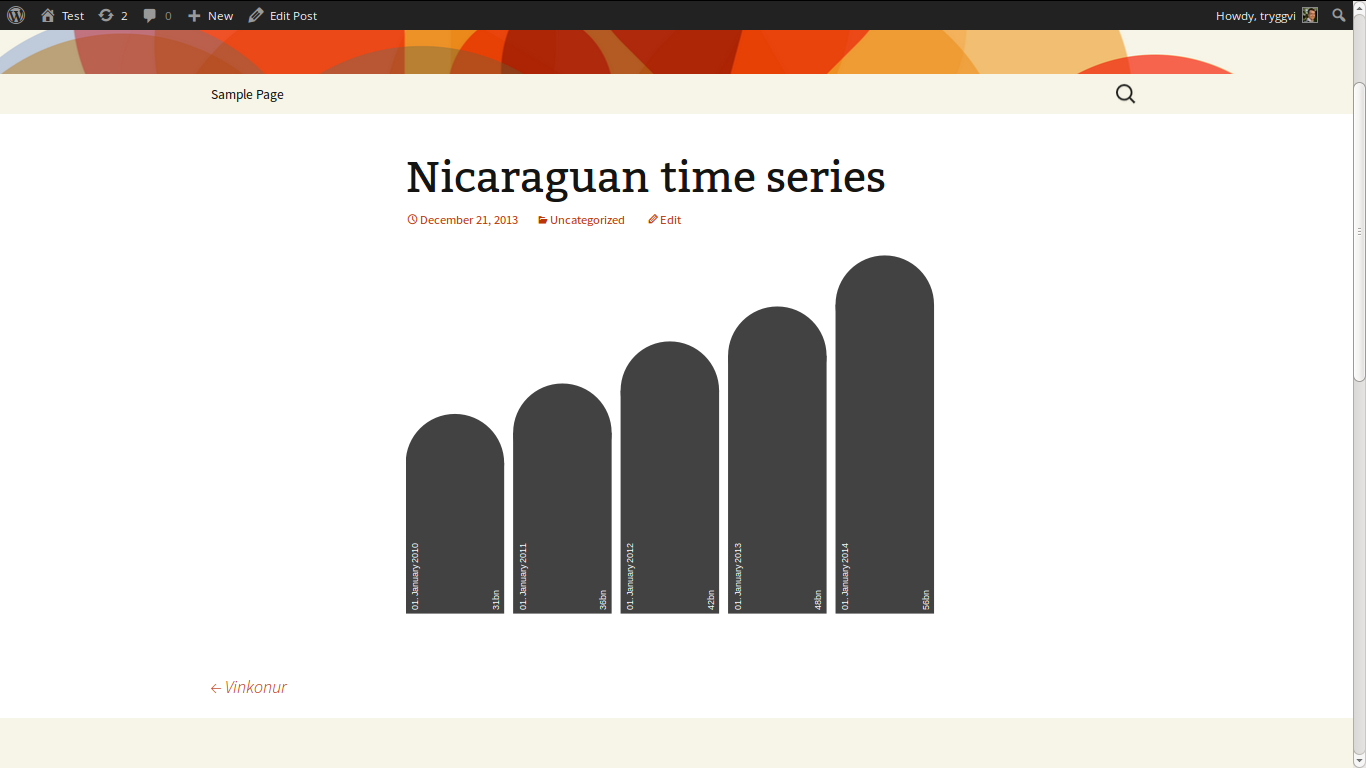 Test 2 0 New Edit Post Howdy, tryggvi
Sample Page
Nicaraguan time series
December 21, 2013 Uncategorized Edit
01. January 2010
31bn
01. January 2011
36bn
01. January 2012
42bn
01. January 2013
48bn
01. January 2014
56bn
← Vinkonur